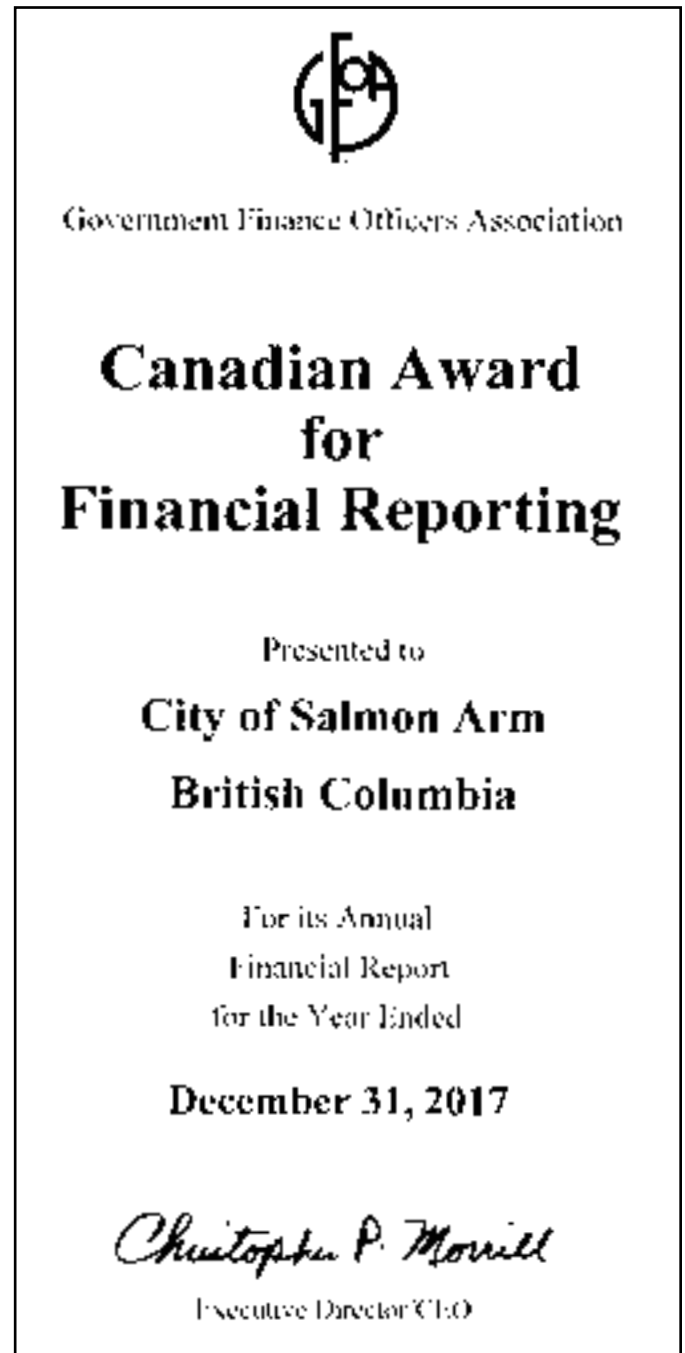 GFOA
Government Finance Officers Association
Canadian Award
for
Financial Reporting
Presented to
City of Salmon Arm
British Columbia
For its Annual
Financial Report
for the Year Ended
December 31, 2017
Christopher P. Morrill
Executive Director/CEO